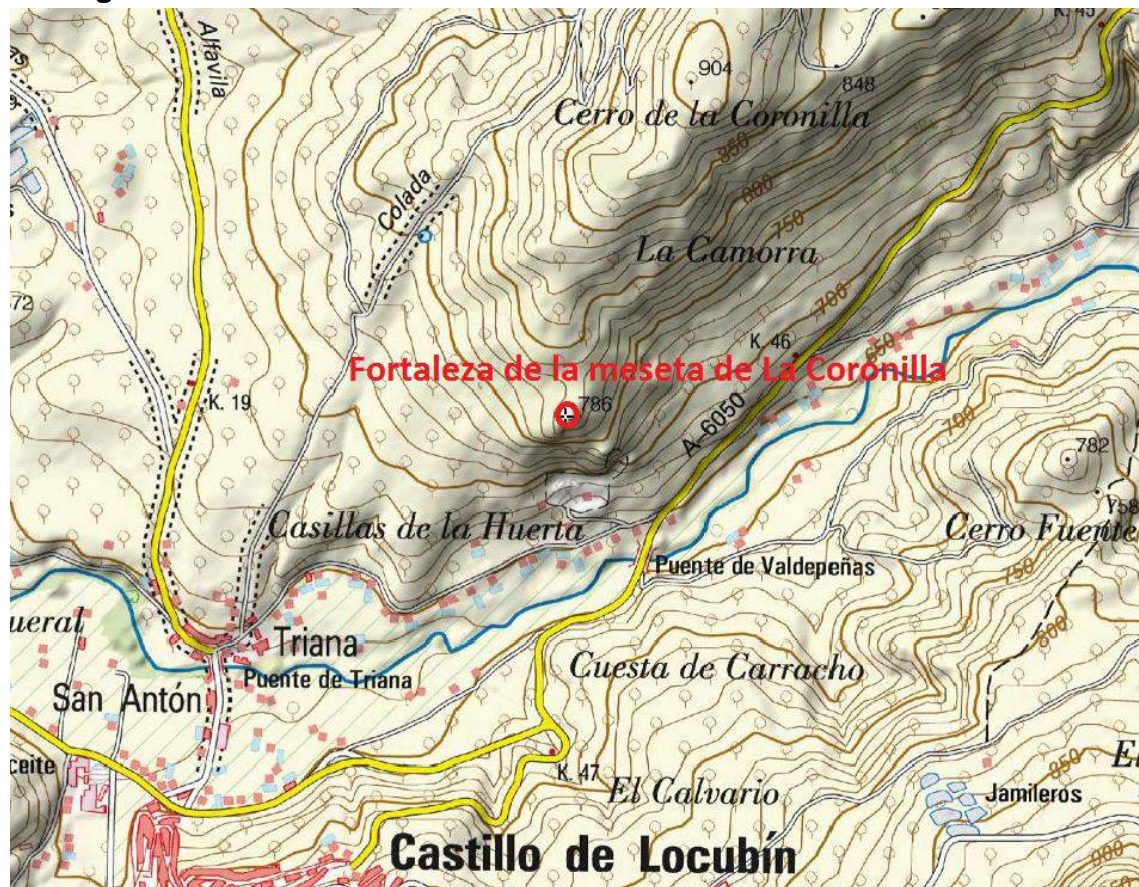 K. 45
Alfavila
904
848
Cerro de la Coronilla
850
800
Colada
750
La Camorra
72
700
K. 46
650
Fortaleza de la meseta de La Coronilla
K. 19
786
A-6050
700
782
Casillas de la Huerta
Cerro Fuente
Puente de Valdepeñas
750
ueral
Triana
Cuesta de Carracho
800
Puente de Triana
San Antón
ceite
K. 47
El Calvario
850
E
Jamileros
Castillo de Locubín
900